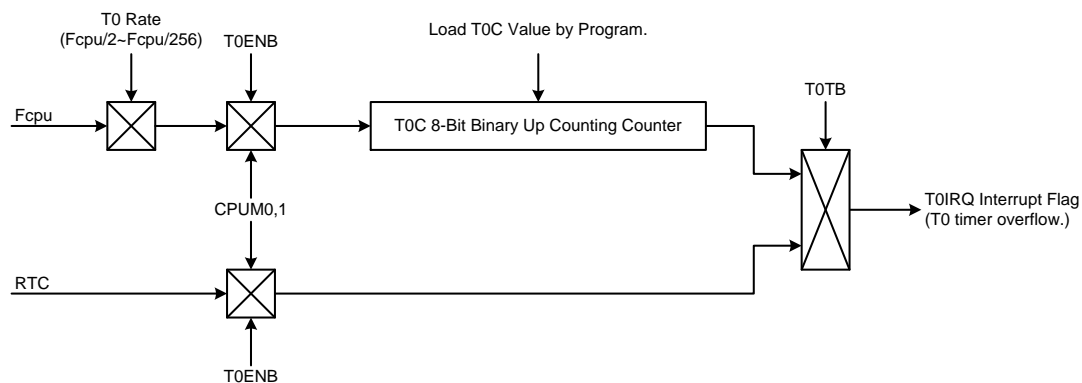 T0 Rate
(Fcpu/2~Fcpu/256)
T0ENB
Load T0C Value by Program.
T0TB
Fcpu
T0C 8-Bit Binary Up Counting Counter
CPUM0,1
T0IRQ Interrupt Flag
(T0 timer overflow.)
RTC
T0ENB